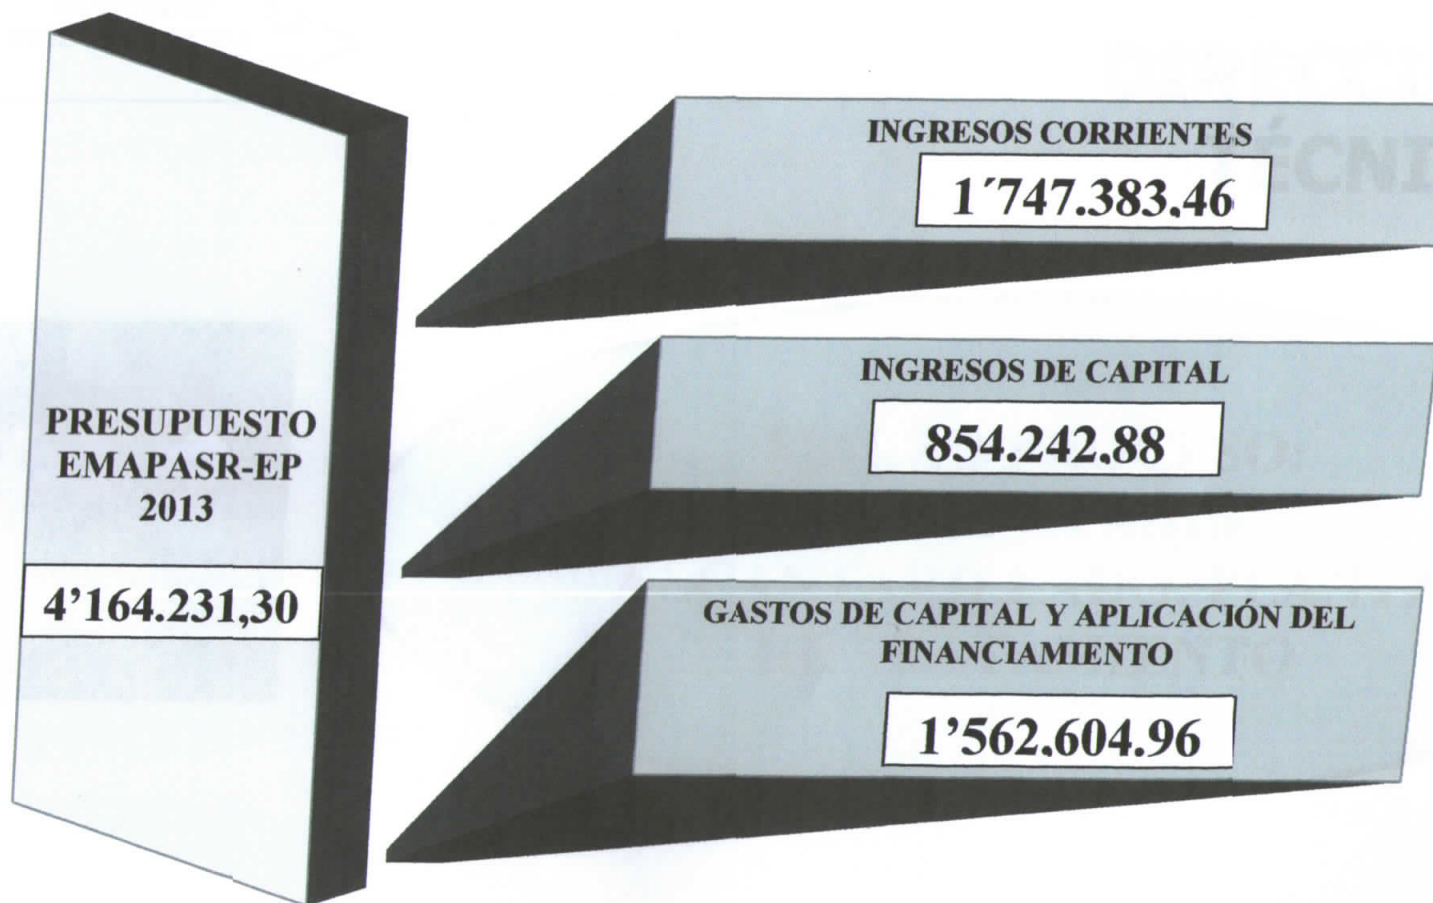 PRESUPUESTO
EMAPASR-EP
2013
4’164.231,30
INGRESOS CORRIENTES
1´747.383,46
INGRESOS DE CAPITAL
854.242,88
GASTOS DE CAPITAL Y APLICACIÓN DEL
FINANCIAMIENTO
1’562,604.96